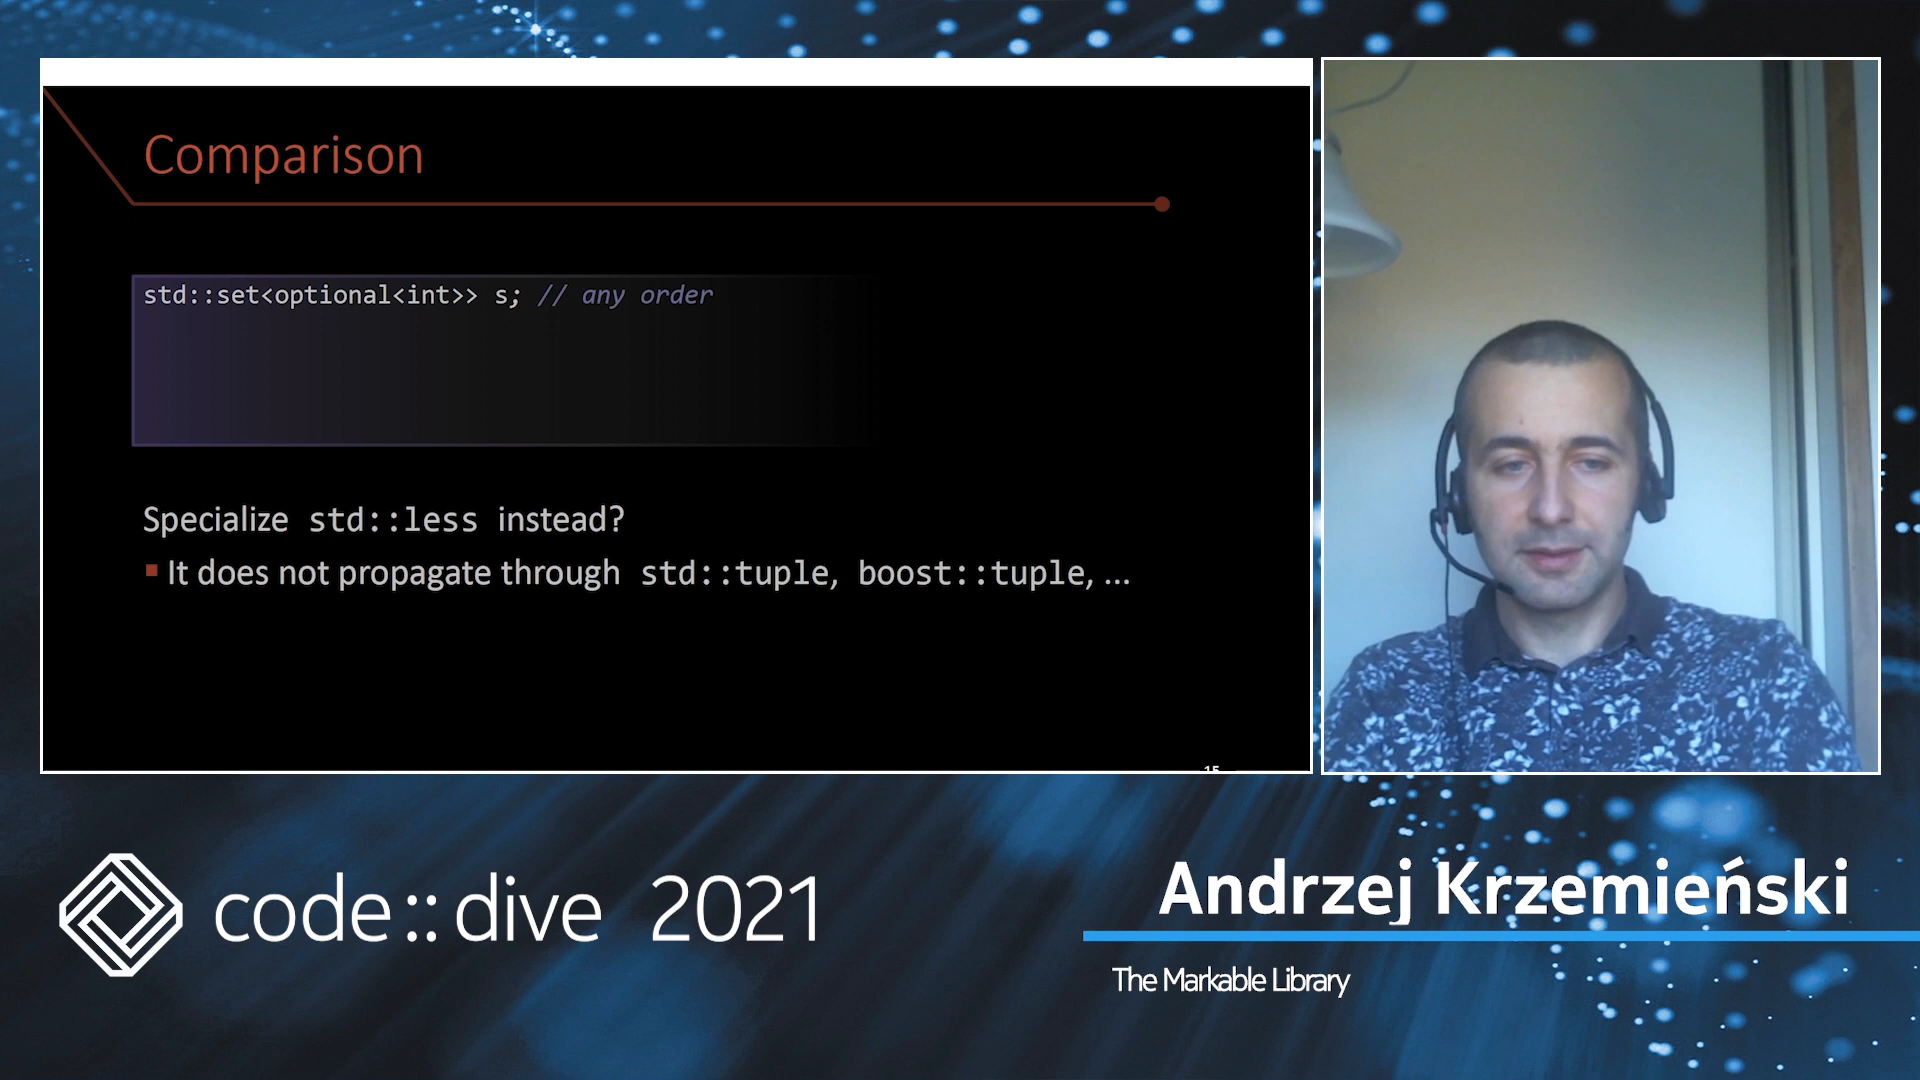 Comparison
std::set<optional<int>> s; // any order
Specialize std::less instead?
It does not propagate through std::tuple, boost::tuple, ...
15
code::dive 2021
Andrzej Krzemieński
The Markable Library